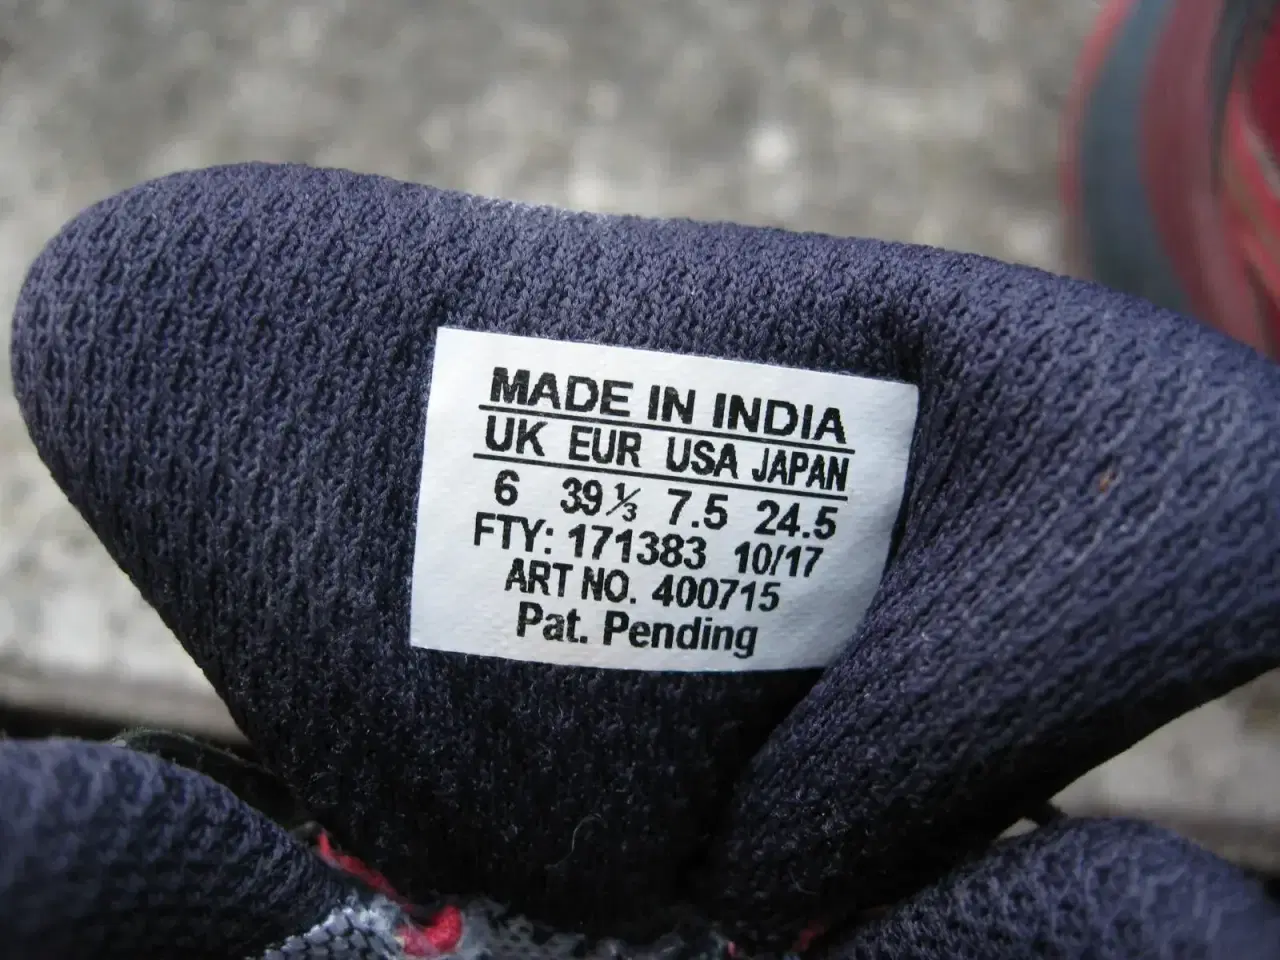 MADE IN INDIA
UK EUR USA JAPAN
6 39⅓ 7.5 24.5
FTY: 171383 10/17
ART NO. 400715
Pat. Pending